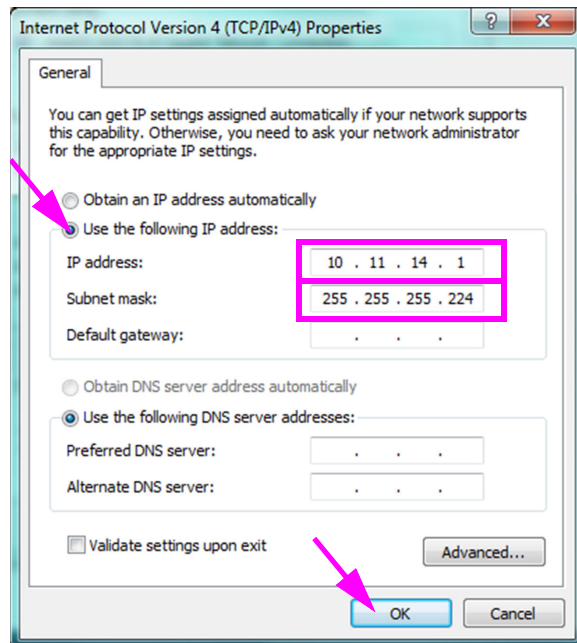 Internet Protocol Version 4 (TCP/IPv4) Properties
?
General
You can get IP settings assigned automatically if your network supports
this capability. Otherwise, you need to ask your network administrator
for the appropriate IP settings.
Obtain an IP address automatically
Use the following IP address:
IP address: 10 . 11 . 14 . 1
Subnet mask: 255 . 255 . 255 . 224
Default gateway: . . .
Obtain DNS server address automatically
Use the following DNS server addresses:
Preferred DNS server: . . .
Alternate DNS server: . . .
Validate settings upon exit
Advanced...
OK Cancel